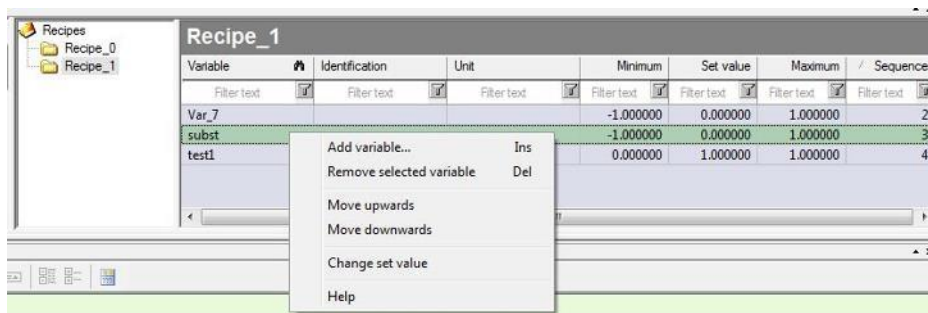 Recipes
Recipe_0
Recipe_1
Recipe_1
Variable Identification Unit Minimum Set value Maximum Sequence
Filter text Filter text Filter text Filter text Filter text Filter text Filter text
Var_7 -1.000000 0.000000 1.000000 2
subst -1.000000 0.000000 1.000000 3
test1 0.000000 1.000000 1.000000 4
Add variable... Ins
Remove selected variable Del
Move upwards
Move downwards
Change set value
Help